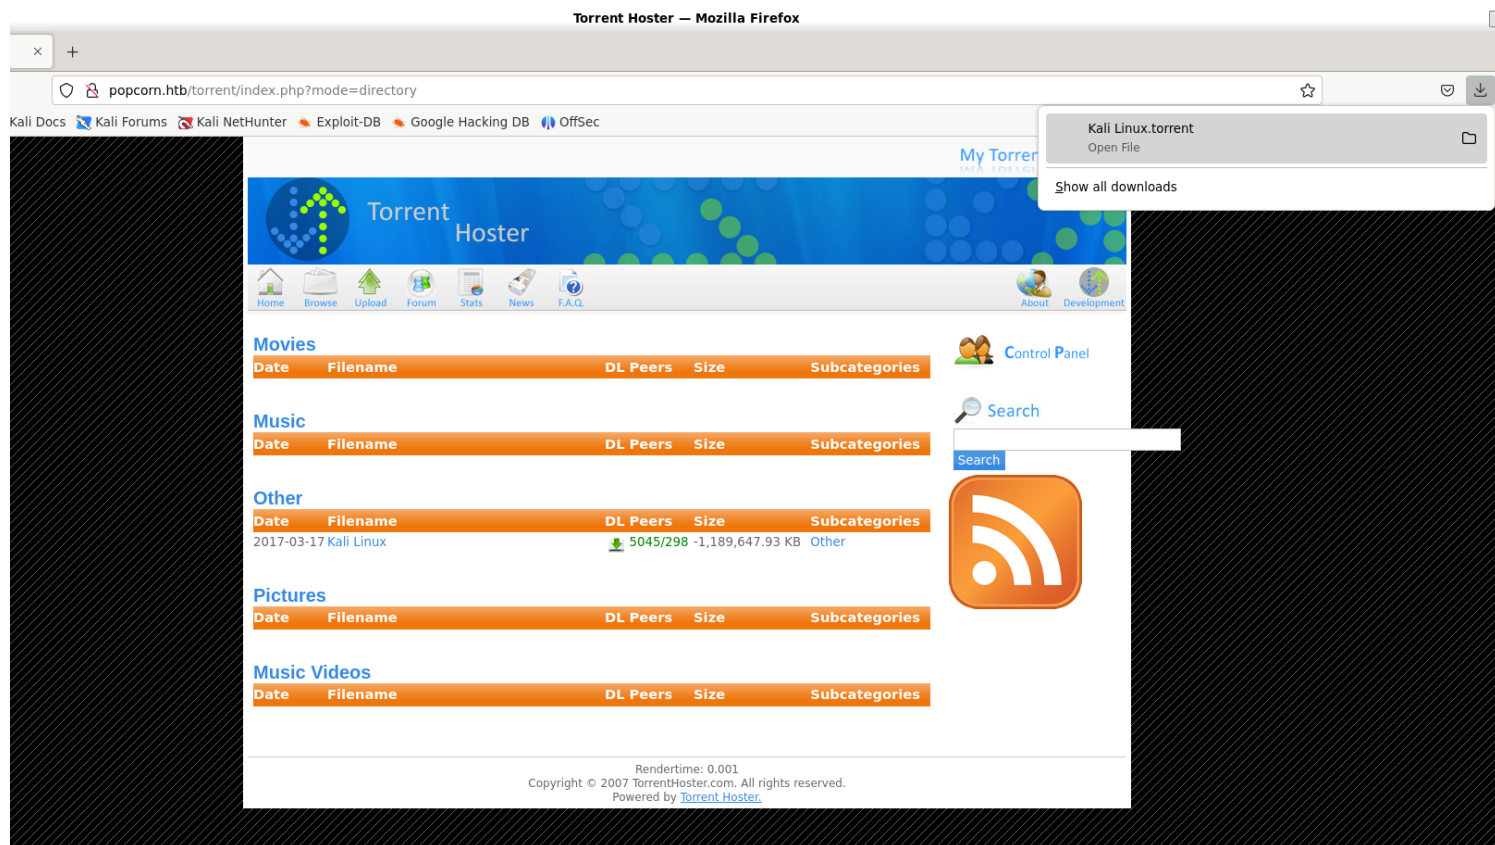 Torrent Hoster — Mozilla Firefox
popcorn.htb/torrent/index.php?mode=directory
Kali Docs Kali Forums Kali NetHunter Exploit-DB Google Hacking DB OffSec
Kali Linux.torrent
Open File
Show all downloads
My Torren
Torrent
Hoster
Home Browse Upload Forum Stats News F.A.Q. About Development
Movies
Date Filename DL Peers Size Subcategories
Control Panel
Music
Date Filename DL Peers Size Subcategories
Search
Search
Other
Date Filename DL Peers Size Subcategories
2017-03-17 Kali Linux 5045/298 -1,189,647.93 KB Other
Pictures
Date Filename DL Peers Size Subcategories
Music Videos
Date Filename DL Peers Size Subcategories
Rendertime: 0.001
Copyright © 2007 TorrentHoster.com. All rights reserved.
Powered by Torrent Hoster.